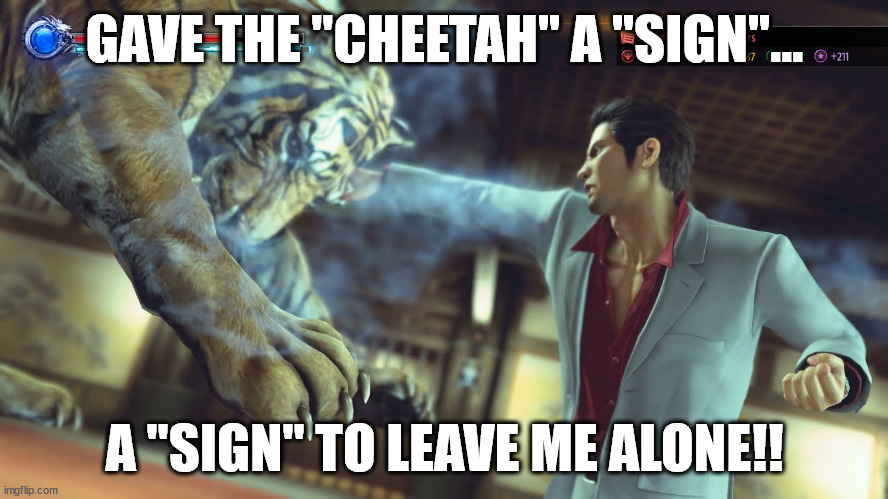 GAVE THE "CHEETAH" A "SIGN"...
+211
A "SIGN" TO LEAVE ME ALONE!!
imgflip.com